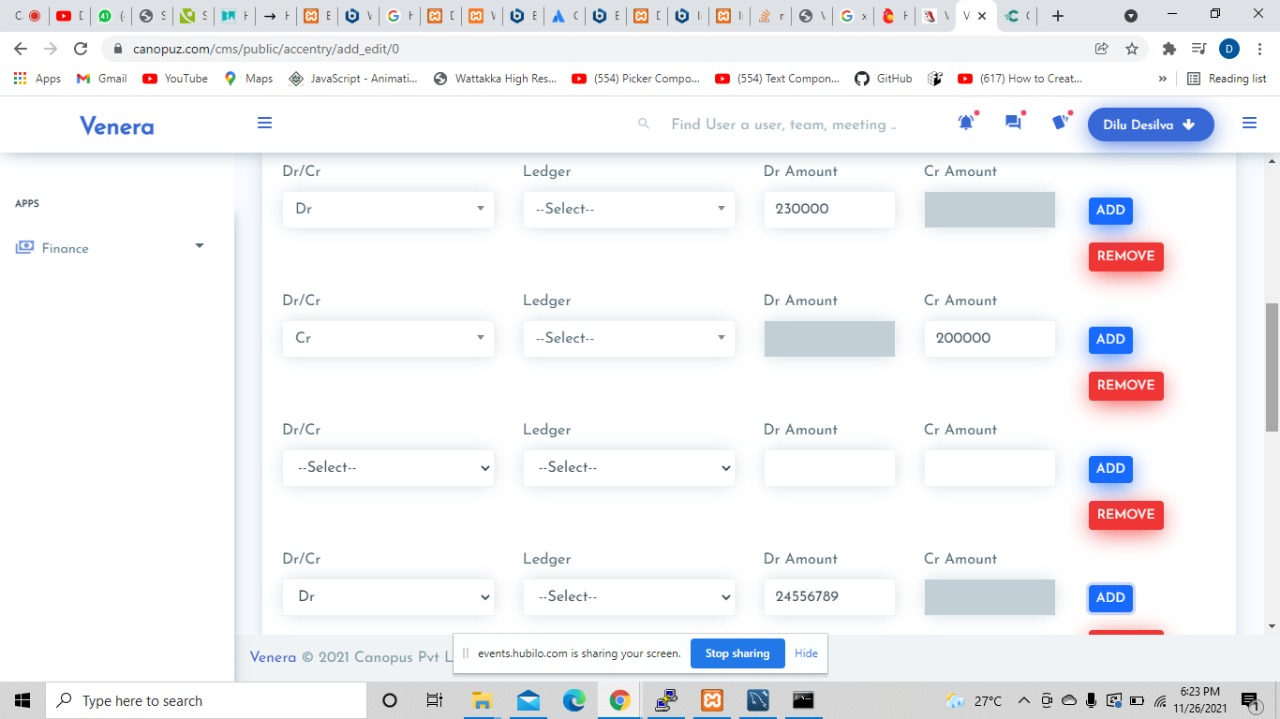 canopuz.com/cms/public/accentry/add_edit/0
D
Apps
Gmail
YouTube
Maps
JavaScript - Animati...
Wattakka High Res...
(554) Picker Compo...
(554) Text Compon...
GitHub
(617) How to Creat...
»
Reading list
Venera
Find User a user, team, meeting ..
Dilu Desilva
APPS
Finance
Dr/Cr Ledger Dr Amount Cr Amount
Dr --Select-- 230000 ADD
REMOVE
Dr/Cr Ledger Dr Amount Cr Amount
Cr --Select-- 200000 ADD
REMOVE
Dr/Cr Ledger Dr Amount Cr Amount
--Select-- --Select-- ADD
REMOVE
Dr/Cr Ledger Dr Amount Cr Amount
Dr --Select-- 24556789 ADD
Venera © 2021 Canopus Pvt L
events.hubilo.com is sharing your screen. Stop sharing Hide
Type here to search
27°C
6:23 PM
11/26/2021